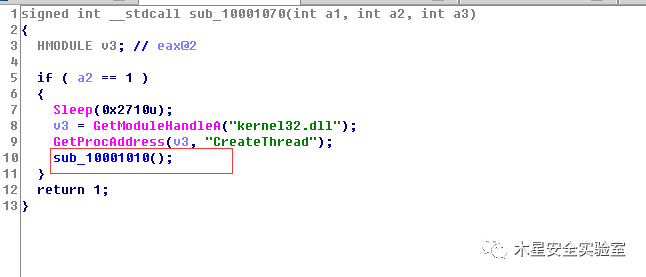 1 signed int __stdcall sub_10001070(int a1, int a2, int a3)
2 {
3 HMODULE v3; // eax@2
4
5 if ( a2 == 1 )
6 {
7 Sleep(0x2710u);
8 v3 = GetModuleHandleA("kernel32.dll");
9 GetProcAddress(v3, "CreateThread");
10 sub_10001010();
11 }
12 return 1;
13 }
木星安全实验室